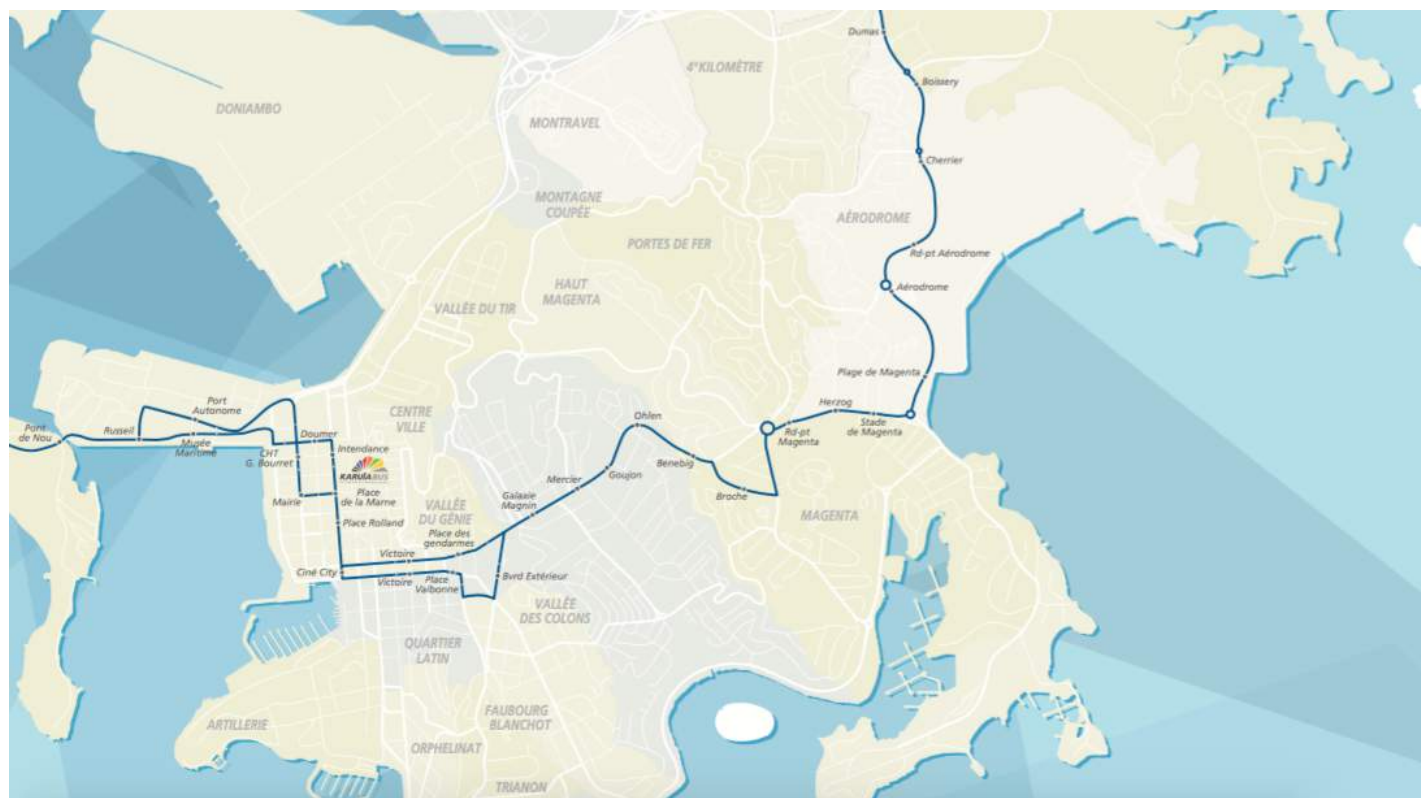 Dumas
4e KILOMÈTRE
Boissery
DONIAMBO
MONTRAVEL
Cherrier
MONTAGNE
COUPÉE
AÉRODROME
PORTES DE FER
Rd-pt Aérodrome
HAUT
MAGENTA
Aérodrome
VALLÉE DU TIR
Plage de Magenta
Port
Autonome
Herzog
CENTRE
VILLE
Ohlen
Stade
de Magenta
Pont
de Nou
Russeil
Musée
Maritime
Doumer
Rd-pt
Magenta
Intendance
CHT
G. Bourret
KARUÏABUS
Benebig
Goujon
Mercier
Place
de la Marne
Mairie
Galaxie
Magnin
Broche
VALLÉE
DU GÉNIE
MAGENTA
Place Rolland
Place des
gendarmes
Victoire
Ciné City
Victoire
Place
Valbonne
Bvrd Extérieur
VALLÉE
DES COLONS
QUARTIER
LATIN
FAUBOURG
BLANCHOT
ARTILLERIE
ORPHELINAT
TRIANON